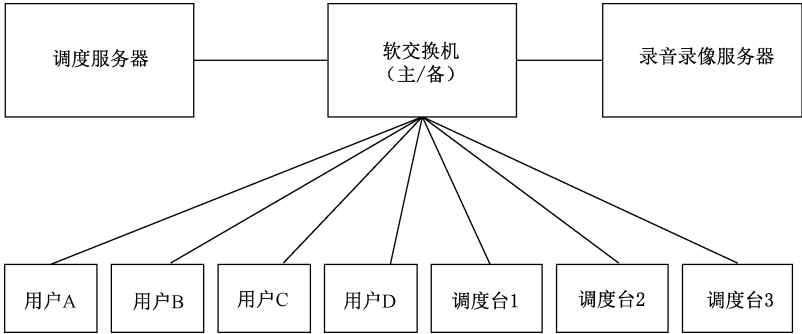 调度服务器
软交换机
（主/备）
录音录像服务器
用户A
用户B
用户C
用户D
调度台1
调度台2
调度台3